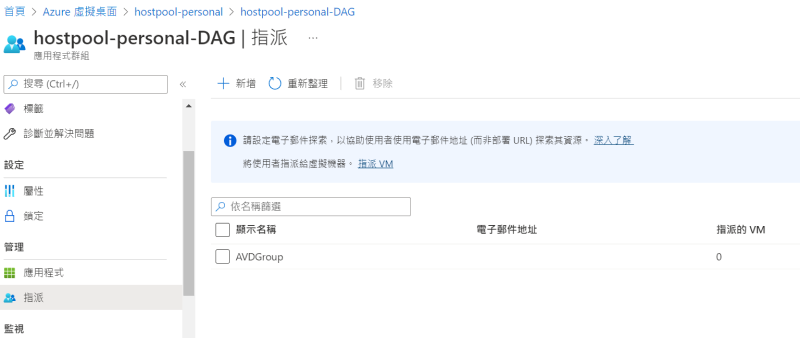 首頁 > Azure 虛擬桌面 > hostpool-personal > hostpool-personal-DAG
hostpool-personal-DAG | 指派 ...
應用程式群組
搜尋 (Ctrl+/) «
標籤
診斷並解決問題
設定
屬性
鎖定
管理
應用程式
指派
監視
新增 重新整理 移除
請設定電子郵件探索，以協助使用者使用電子郵件地址 (而非部署 URL) 探索其資源。 深入了解
將使用者指派給虛擬機器。 指派 VM
依名稱篩選
顯示名稱 電子郵件地址 指派的 VM
AVDGroup 0